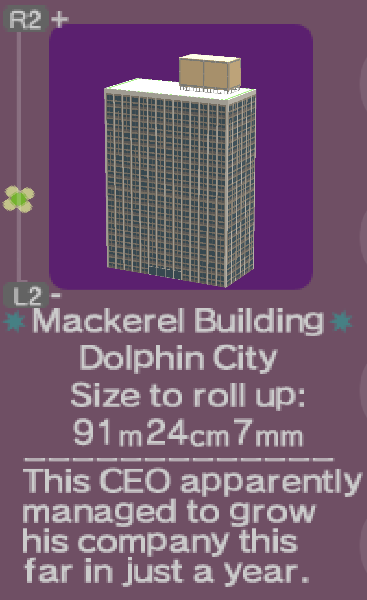 R2 +
L2 -
Mackerel Building
Dolphin City
Size to roll up:
91m24cm7mm
This CEO apparently
managed to grow
his company this
far in just a year.